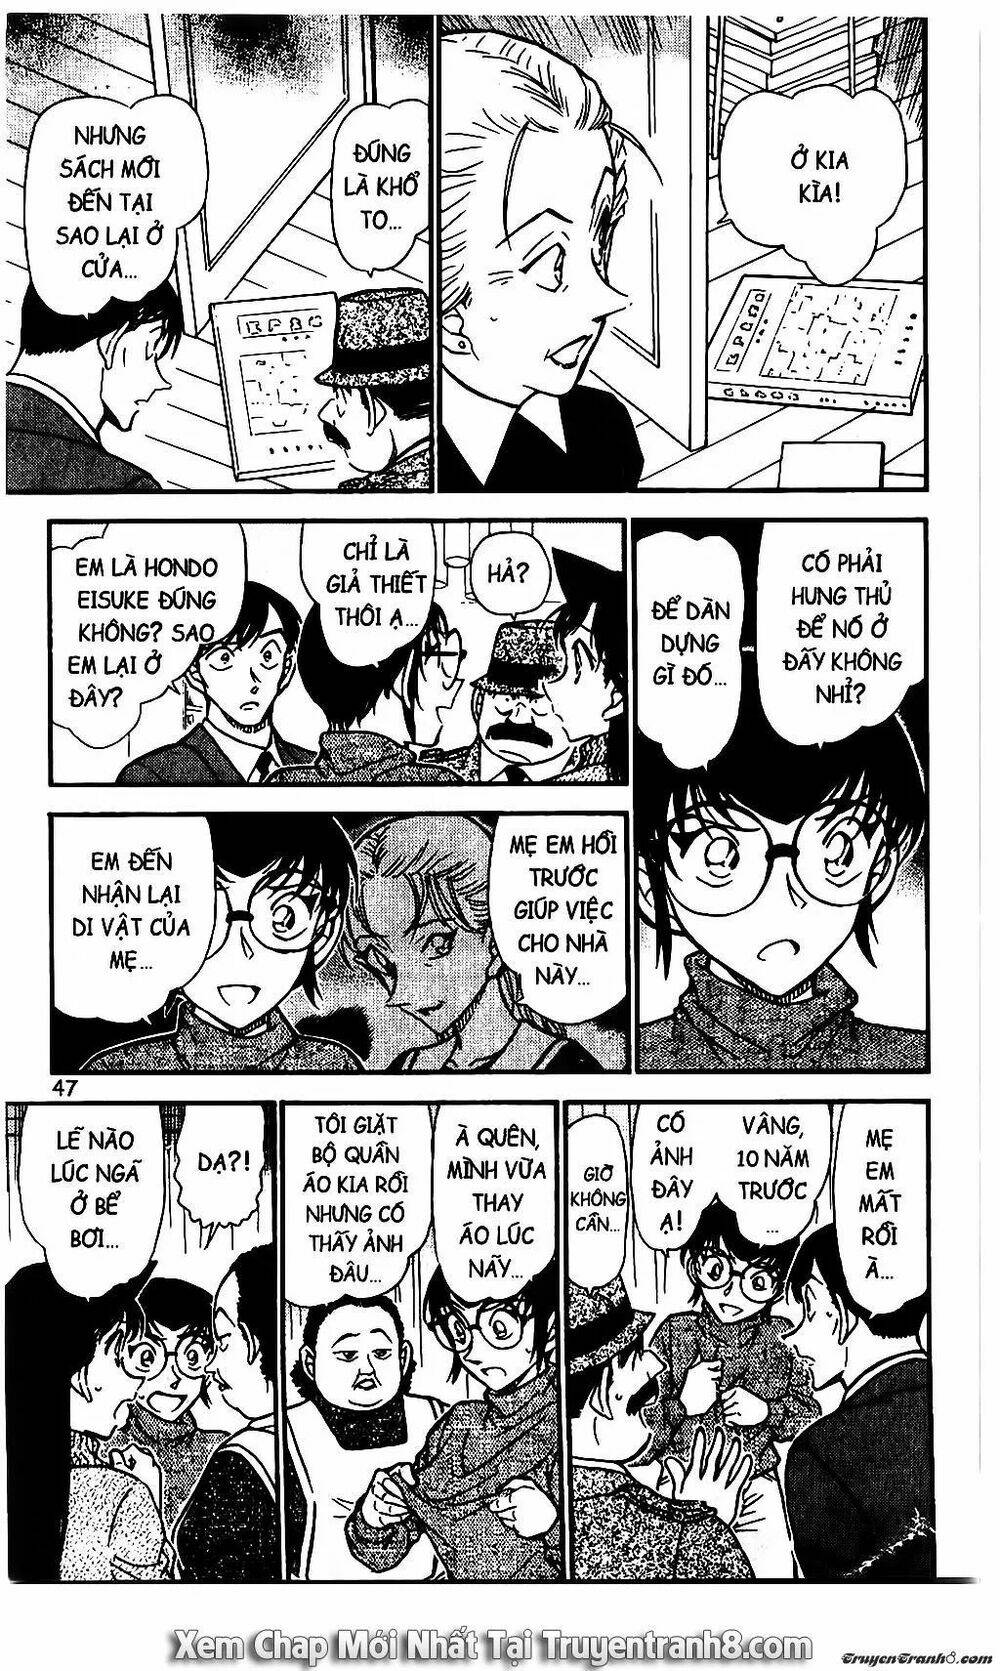 Ở KIA
KÌA!
ĐÚNG
LÀ KHỔ
TO...
NHƯNG
SÁCH MỚI
ĐẾN TẠI
SAO LẠI Ở
CỬA...
CÓ PHẢI
HUNG THỦ
ĐỂ NÓ Ở
ĐẤY KHÔNG
NHỈ?
ĐỂ DÀN
DỰNG
GÌ ĐÓ...
HẢ?
CHỈ LÀ
GIẢ THIẾT
THÔI Ạ...
EM LÀ HONDO
EISUKE ĐÚNG
KHÔNG? SAO
EM LẠI Ở
ĐÂY?
MẸ EM HỒI
TRƯỚC
GIÚP VIỆC
CHO NHÀ
NÀY...
EM ĐẾN
NHẬN LẠI
DI VẬT CỦA
MẸ...
47
MẸ
EM
MẤT
RỒI
À...
VÂNG,
10 NĂM
TRƯỚC
...
CÓ
ẢNH
ĐÂY
Ạ!
GIỜ
KHÔNG
CẦN...
À QUÊN,
MÌNH VỪA
THAY
ÁO LÚC
NÃY...
TÔI GIẶT
BỘ QUẦN
ÁO KIA RỒI
NHƯNG CÓ
THẤY ẢNH
ĐÂU...
DẠ?!
LẼ NÀO
LÚC NGÃ
Ở BỂ
BƠI...
Xem Chap Mới Nhất Tại Truyentranh8.com
TruyenTranh8.com